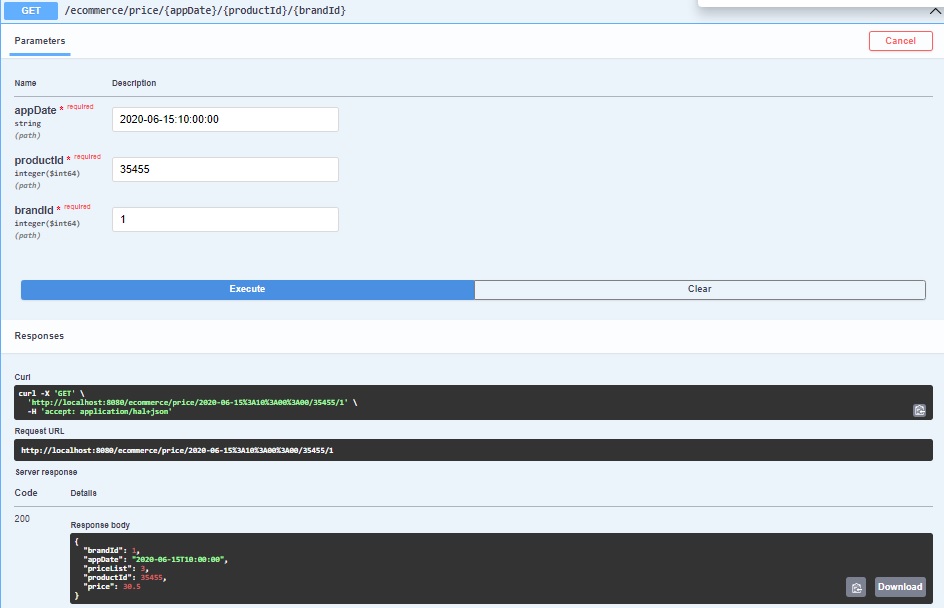 GET /ecommerce/price/{appDate}/{productId}/{brandId}
Parameters
Cancel
Name Description
appDate * required
string
(path)
2020-06-15:10:00:00
productId * required
integer($int64)
(path)
35455
brandId * required
integer($int64)
(path)
1
Execute Clear
Responses
Curl
curl -X 'GET' \
'http://localhost:8080/ecommerce/price/2020-06-15%3A10%3A00%3A00/35455/1' \
-H 'accept: application/hal+json'
Request URL
http://localhost:8080/ecommerce/price/2020-06-15%3A10%3A00%3A00/35455/1
Server response
Code Details
200
Response body
{
"brandId": 1,
"appDate": "2020-06-15T10:00:00",
"priceList": 3,
"productId": 35455,
"price": 30.5
}
Download